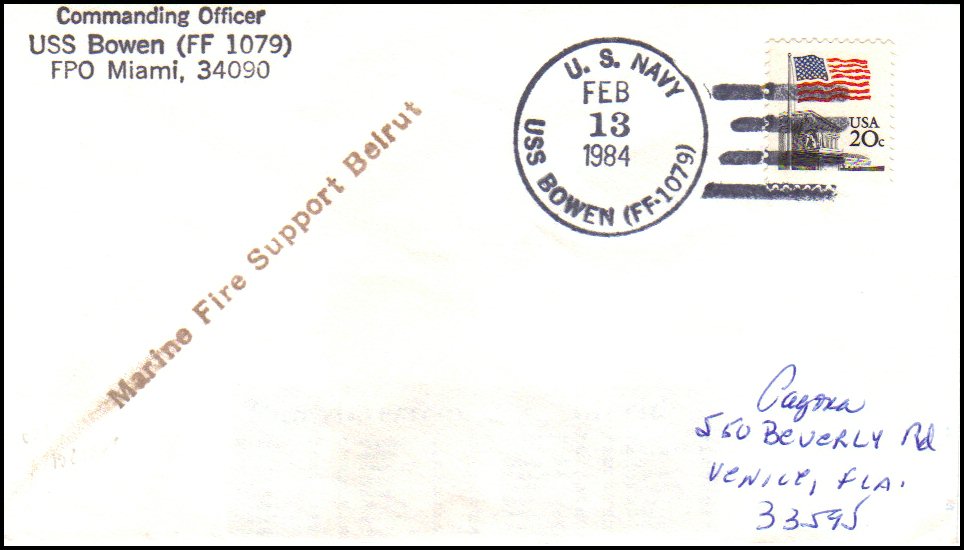 Commanding Officer
USS Bowen (FF 1079)
FPO Miami, 34090
Marine Fire Support Beirut
U. S. NAVY
FEB
13
1984
USS BOWEN (FF-1079)
USA
20c
550 BEVERLY Rd
VENICE, FLA.
33595